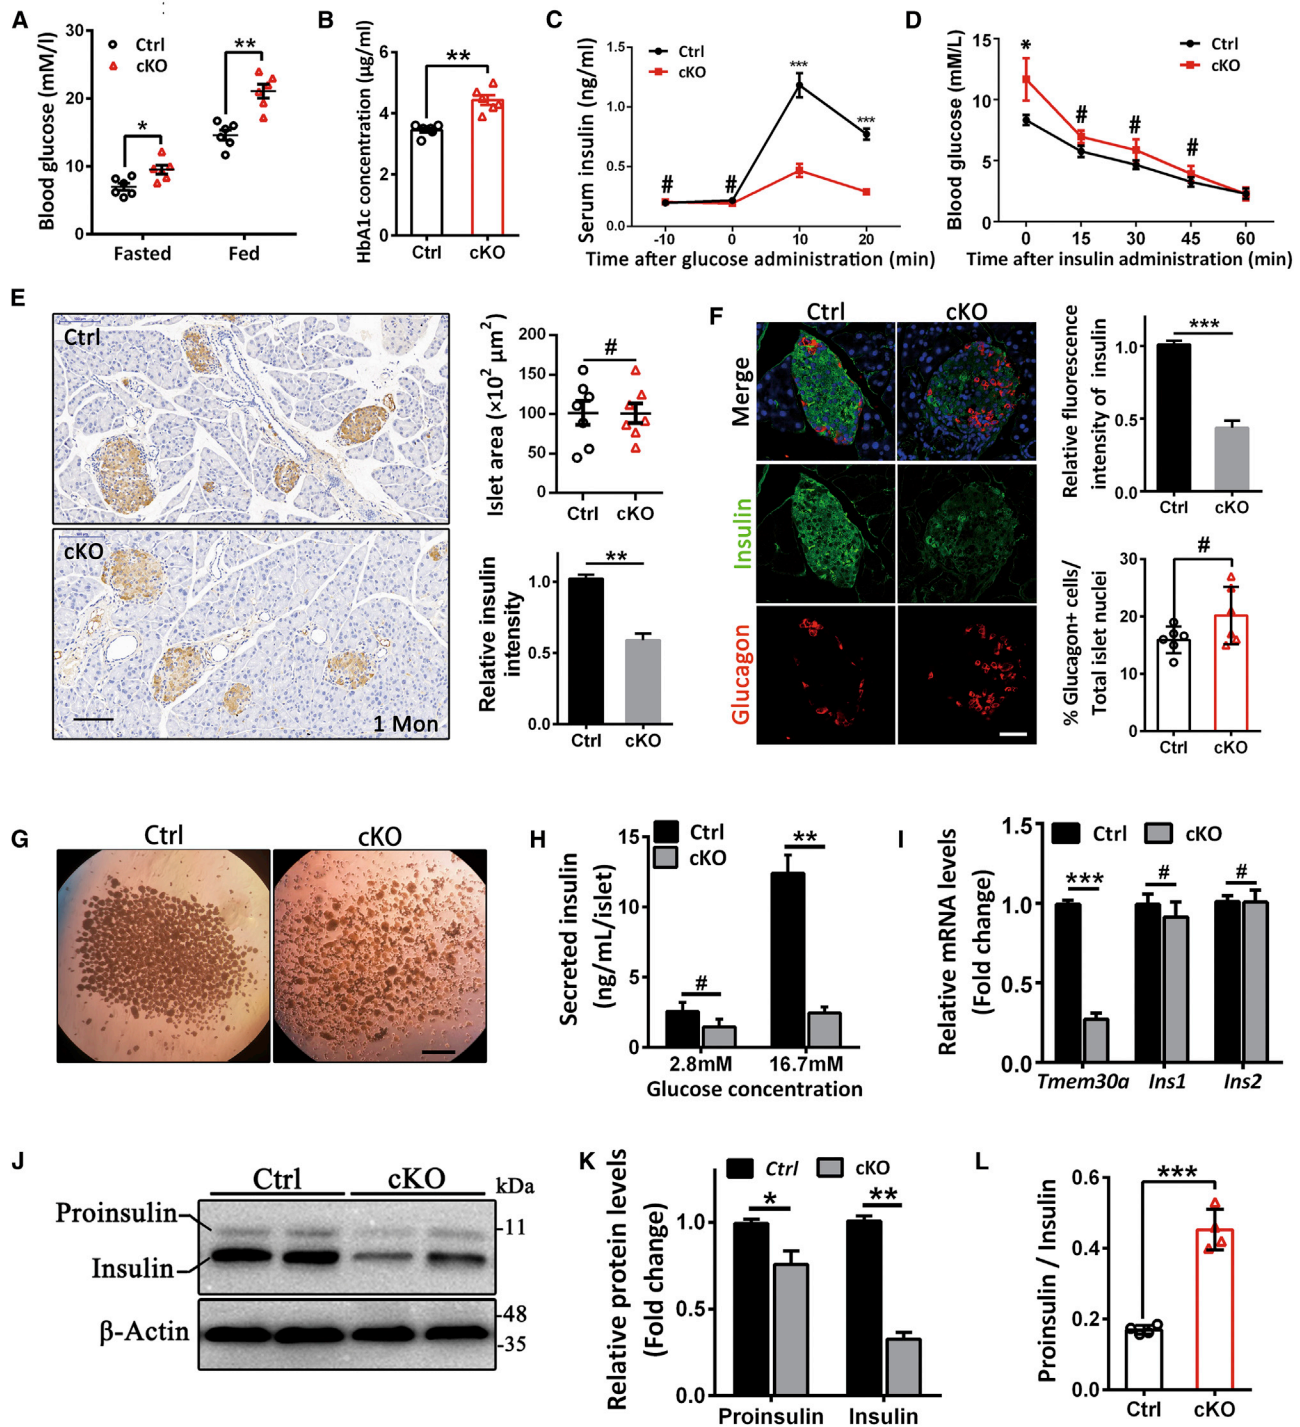 A
Blood glucose (mM/l)
30
20
10
0
Ctrl
cKO
*
**
Fasted
Fed
B
HbA1c concentration (µg/ml)
6
4
2
0
**
Ctrl
cKO
C
Serum insulin (ng/ml)
1.5
1.0
0.5
0.0
Ctrl
cKO
#
#
***
***
-10
0
10
20
Time after glucose administration (min)
D
Blood glucose (mM/L)
15
10
5
0
Ctrl
cKO
*
#
#
#
0
15
30
45
60
Time after insulin administration (min)
E
Ctrl
cKO
1 Mon
Islet area (×10² µm²)
200
150
100
50
0
#
Ctrl
cKO
Relative insulin
intensity
1.0
0.5
0.0
**
Ctrl
cKO
F
Ctrl
cKO
Merge
Insulin
Glucagon
Relative fluorescence
intensity of insulin
1.0
0.5
0.0
***
Ctrl
cKO
% Glucagon+ cells/
Total islet nuclei
30
20
10
0
#
Ctrl
cKO
G
Ctrl
cKO
H
Secreted insulin
(ng/mL/islet)
15
10
5
0
Ctrl
cKO
#
**
2.8mM
16.7mM
Glucose concentration
I
Relative mRNA levels
(Fold change)
1.5
1.0
0.5
0.0
Ctrl
cKO
***
#
#
Tmem30a
Ins1
Ins2
J
Ctrl
cKO
kDa
Proinsulin
Insulin
β-Actin
-11
-48
-35
K
Relative protein levels
(Fold change)
1.0
0.5
0.0
Ctrl
cKO
*
**
Proinsulin
Insulin
L
Proinsulin / Insulin
0.6
0.4
0.2
0.0
***
Ctrl
cKO